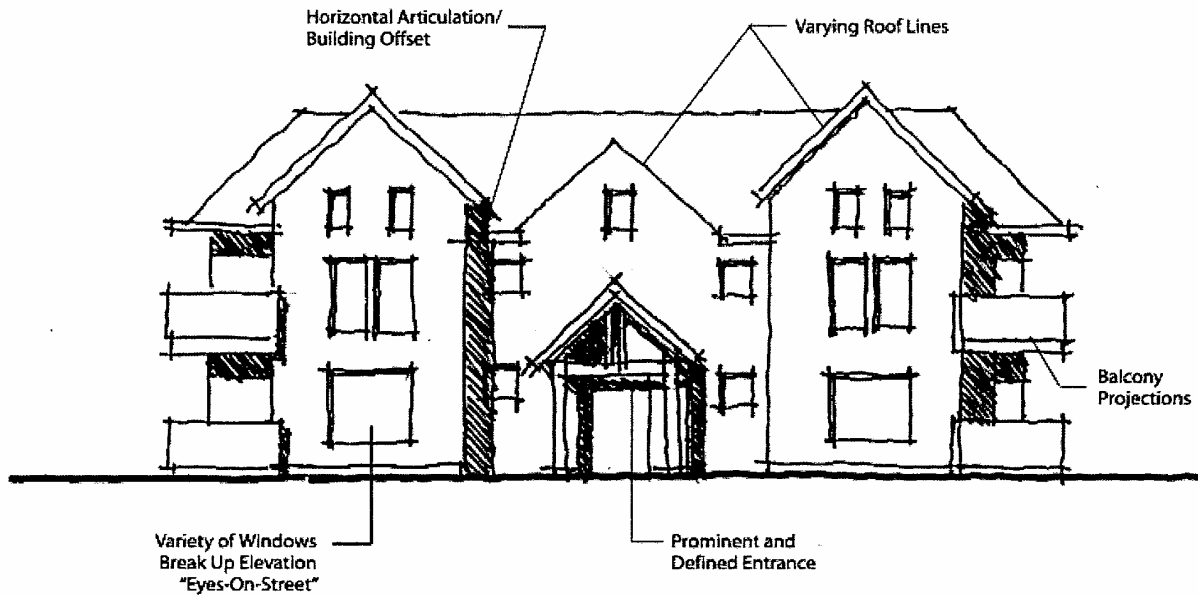 Horizontal Articulation/
Building Offset
Varying Roof Lines
Balcony
Projections
Variety of Windows
Break Up Elevation
"Eyes-On-Street"
Prominent and
Defined Entrance